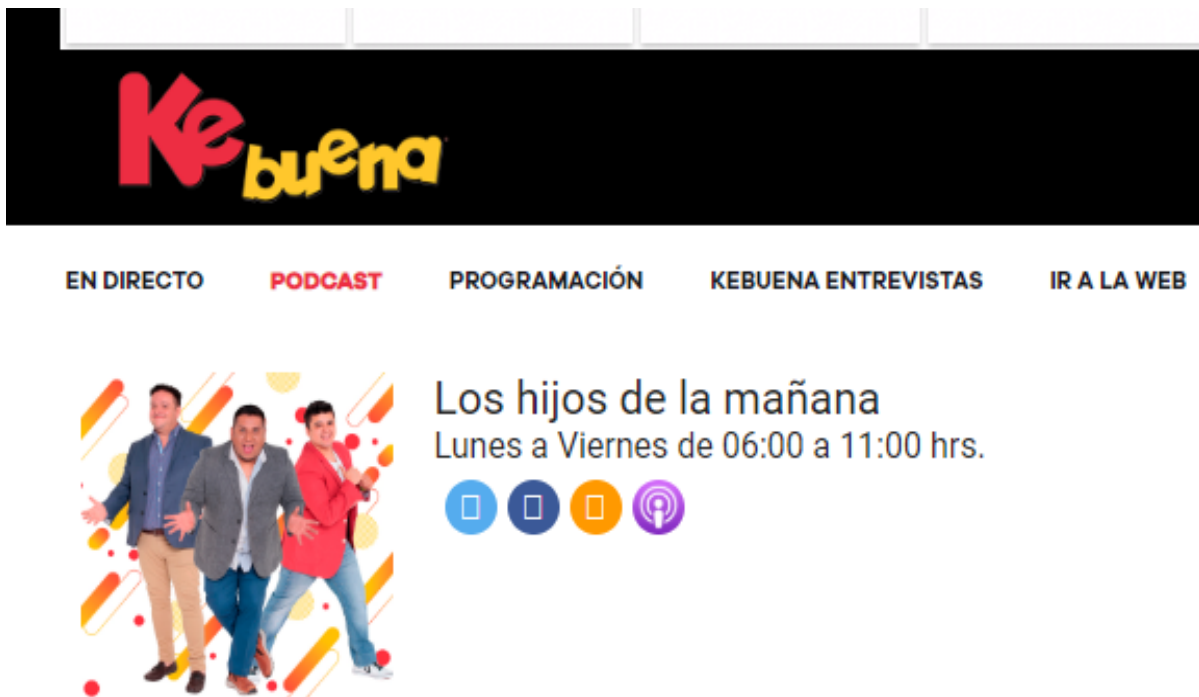 Ke
buena
EN DIRECTO PODCAST PROGRAMACIÓN KEBUENA ENTREVISTAS IR A LA WEB
Los hijos de la mañana
Lunes a Viernes de 06:00 a 11:00 hrs.